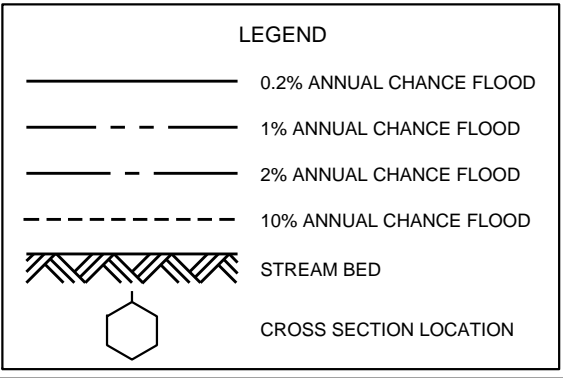 LEGEND
0.2% ANNUAL CHANCE FLOOD
1% ANNUAL CHANCE FLOOD
2% ANNUAL CHANCE FLOOD
10% ANNUAL CHANCE FLOOD
STREAM BED
CROSS SECTION LOCATION